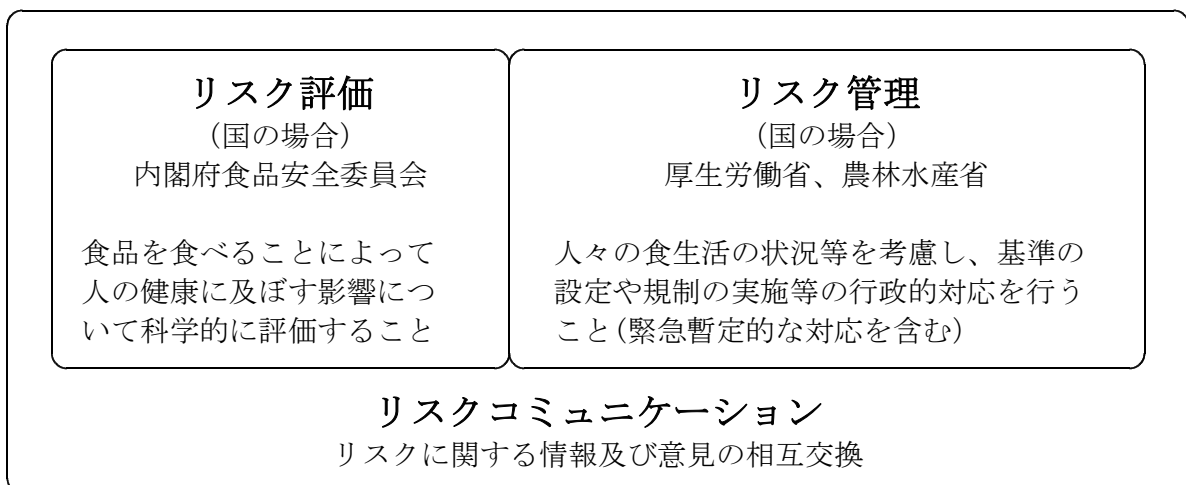 リスク評価
(国の場合)
内閣府食品安全委員会
食品を食べることによって
人の健康に及ぼす影響につ
いて科学的に評価すること
リスク管理
(国の場合)
厚生労働省、農林水産省
人々の食生活の状況等を考慮し、基準の
設定や規制の実施等の行政的対応を行う
こと(緊急暫定的な対応を含む)
リスクコミュニケーション
リスクに関する情報及び意見の相互交換